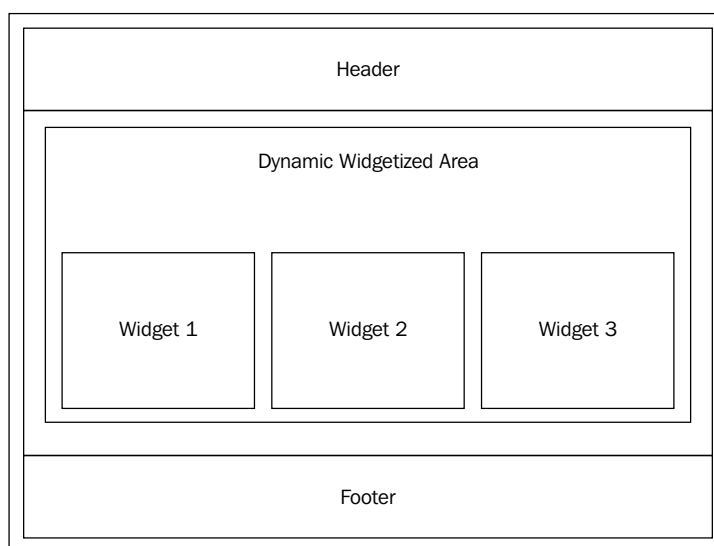 Header
Dynamic Widgetized Area
Widget 1
Widget 2
Widget 3
Footer